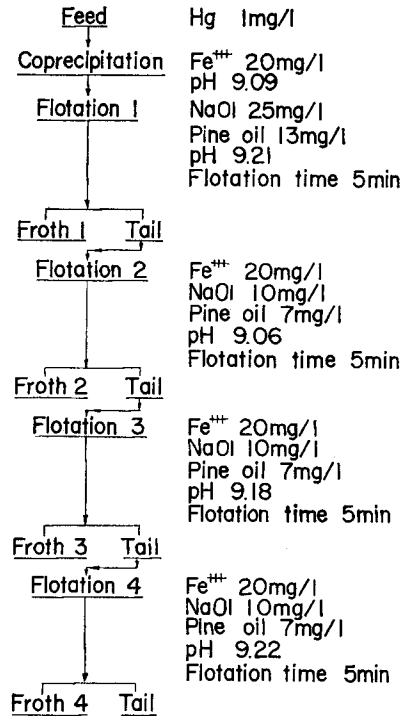 Feed Hg 1mg/l
Coprecipitation Fe⁺⁺⁺ 20mg/l
pH 9.09
Flotation 1 NaOl 25mg/l
Pine oil 13mg/l
pH 9.21
Flotation time 5min
Froth 1 Tail
Flotation 2 Fe⁺⁺⁺ 20mg/l
NaOl 10mg/l
Pine oil 7mg/l
pH 9.06
Flotation time 5min
Froth 2 Tail
Flotation 3 Fe⁺⁺⁺ 20mg/l
NaOl 10mg/l
Pine oil 7mg/l
pH 9.18
Flotation time 5min
Froth 3 Tail
Flotation 4 Fe⁺⁺⁺ 20mg/l
NaOl 10mg/l
Pine oil 7mg/l
pH 9.22
Flotation time 5min
Froth 4 Tail